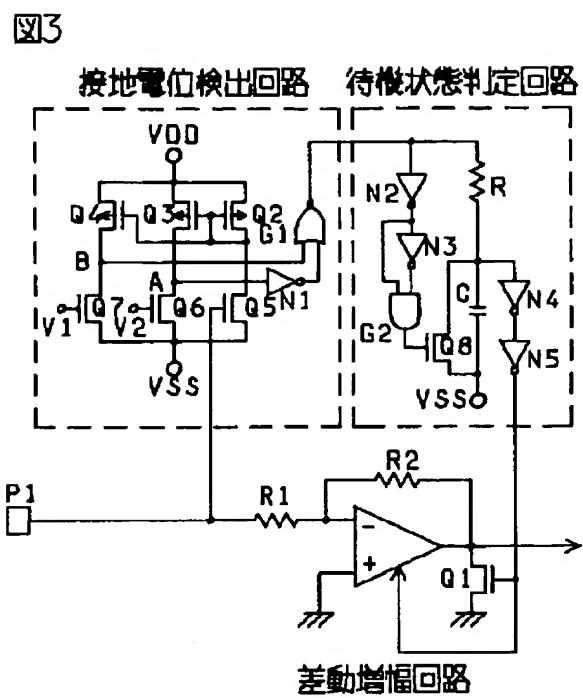 図3
接地電位検出回路 待機状態判定回路
VDD
Q4 Q3 Q2
G1
N2
R
B
A
N3
N1
C
N4
V1 Q7 V2 Q6 Q5
G2
Q8
N5
VSS
VSS
P1
R1
R2
−
+
Q1
差動増幅回路